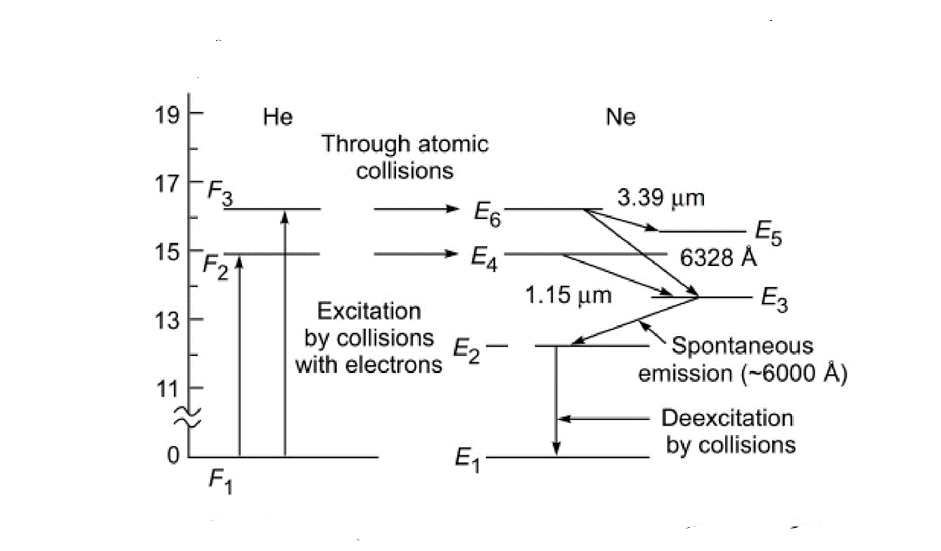 19
He
Ne
Through atomic
collisions
17
F3
3.39 μm
E6
E5
15
F2
E4
6328 Å
1.15 μm
E3
Excitation
by collisions
with electrons
13
E2
Spontaneous
emission (~6000 Å)
11
Deexcitation
by collisions
0
E1
F1